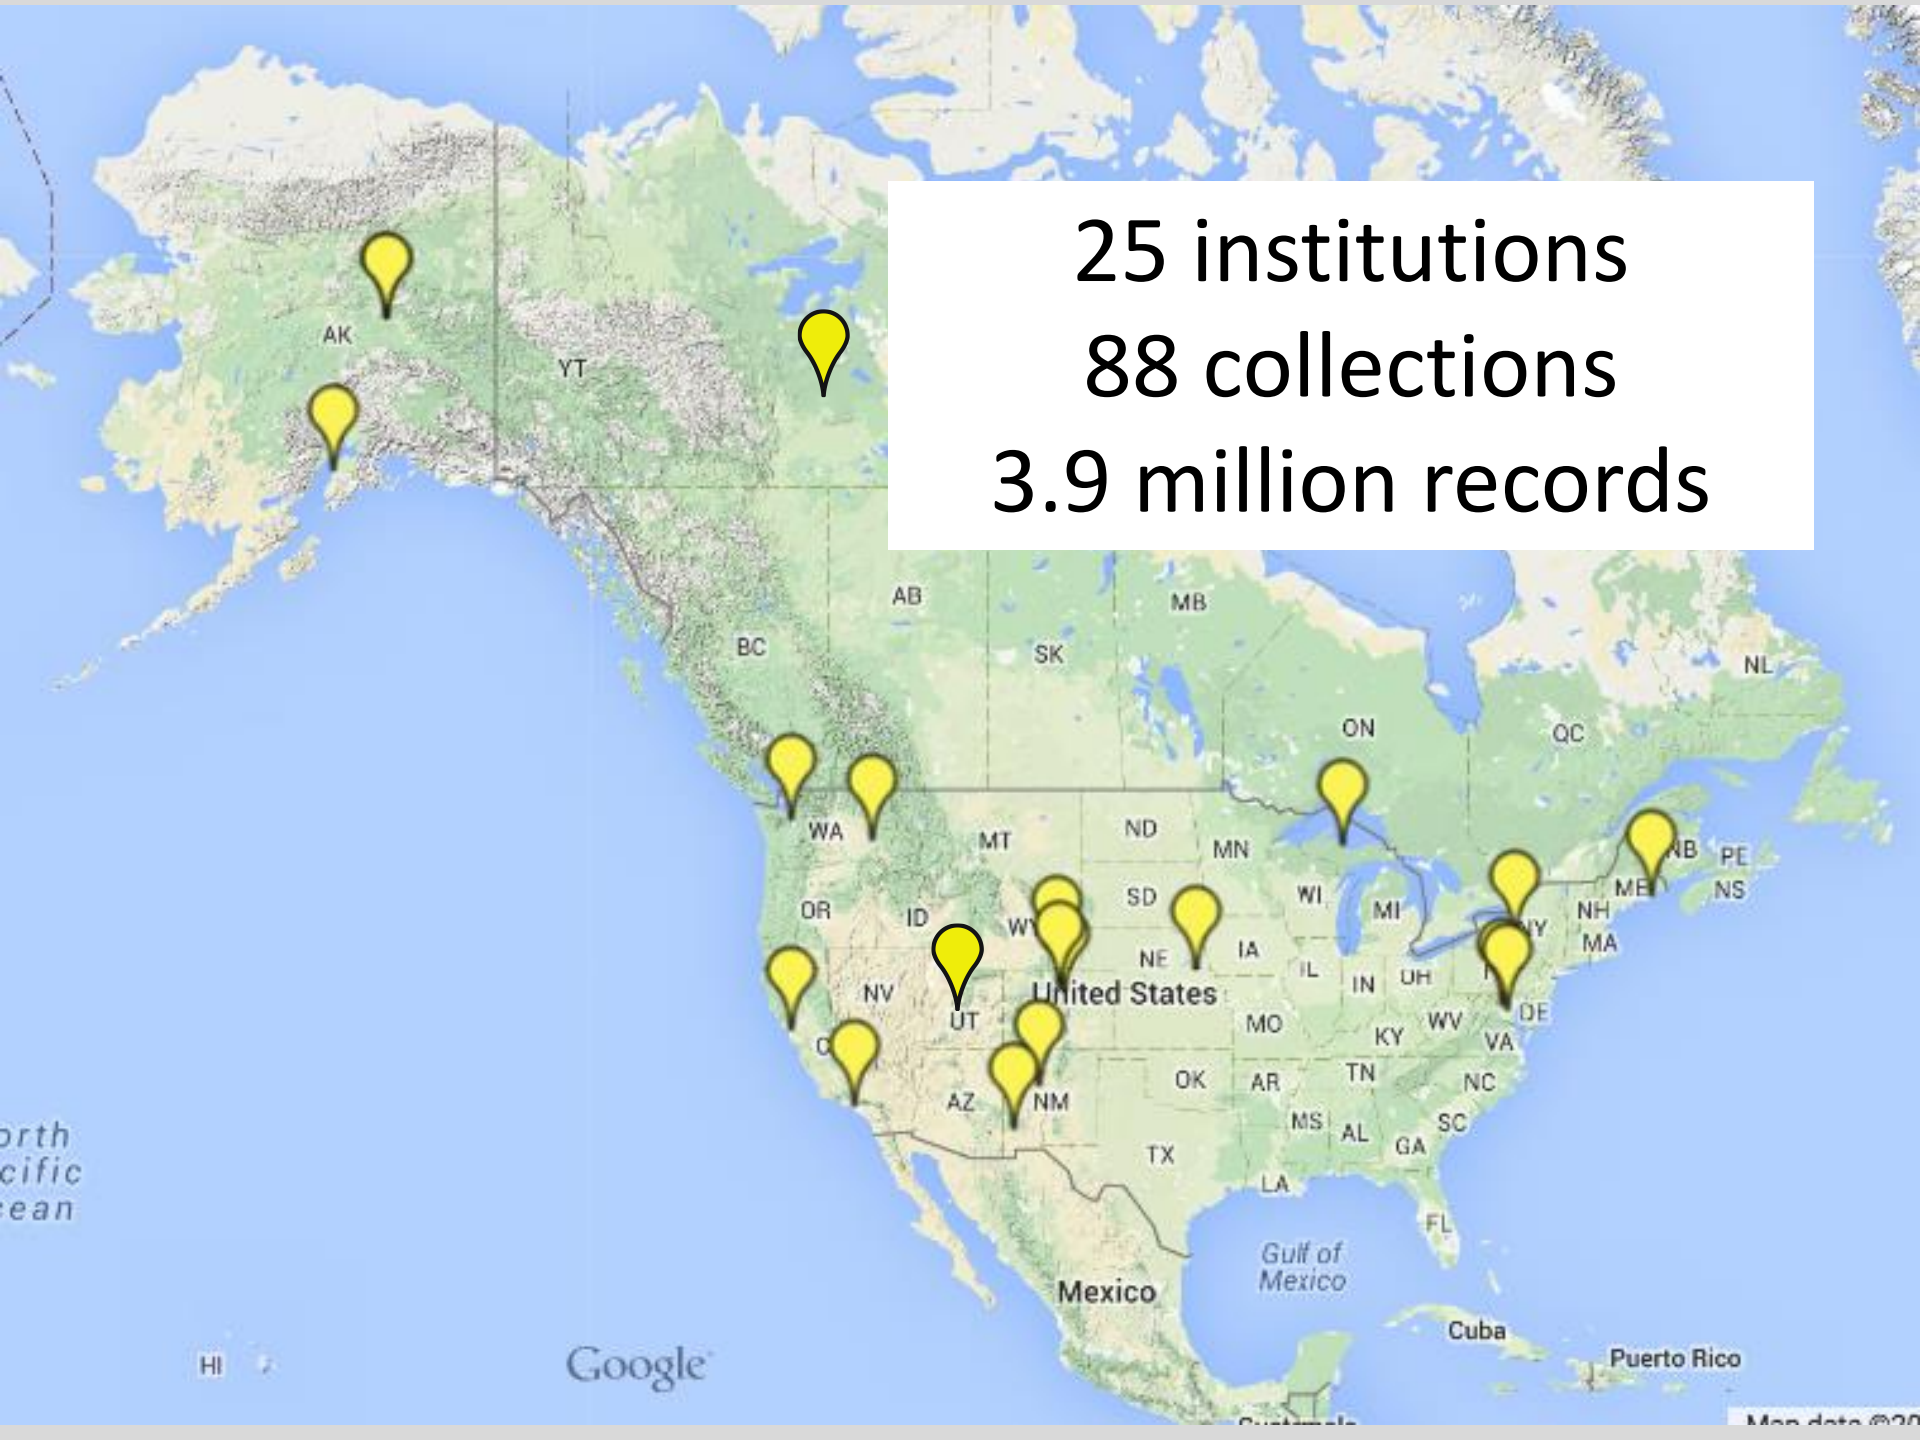 25 institutions
88 collections
3.9 million records
AK
YT
AB
MB
BC
SK
NL
ON
QC
WA
MT
ND
MN
NB
PE
ME
NS
OR
ID
SD
WI
MI
NH
NE
IA
MA
NV
IL
IN
OH
United States
UT
MO
WV
DE
KY
VA
AZ
NM
OK
AR
TN
NC
MS
AL
SC
GA
TX
LA
FL
Gulf of
Mexico
Mexico
Cuba
Puerto Rico
HI
Google